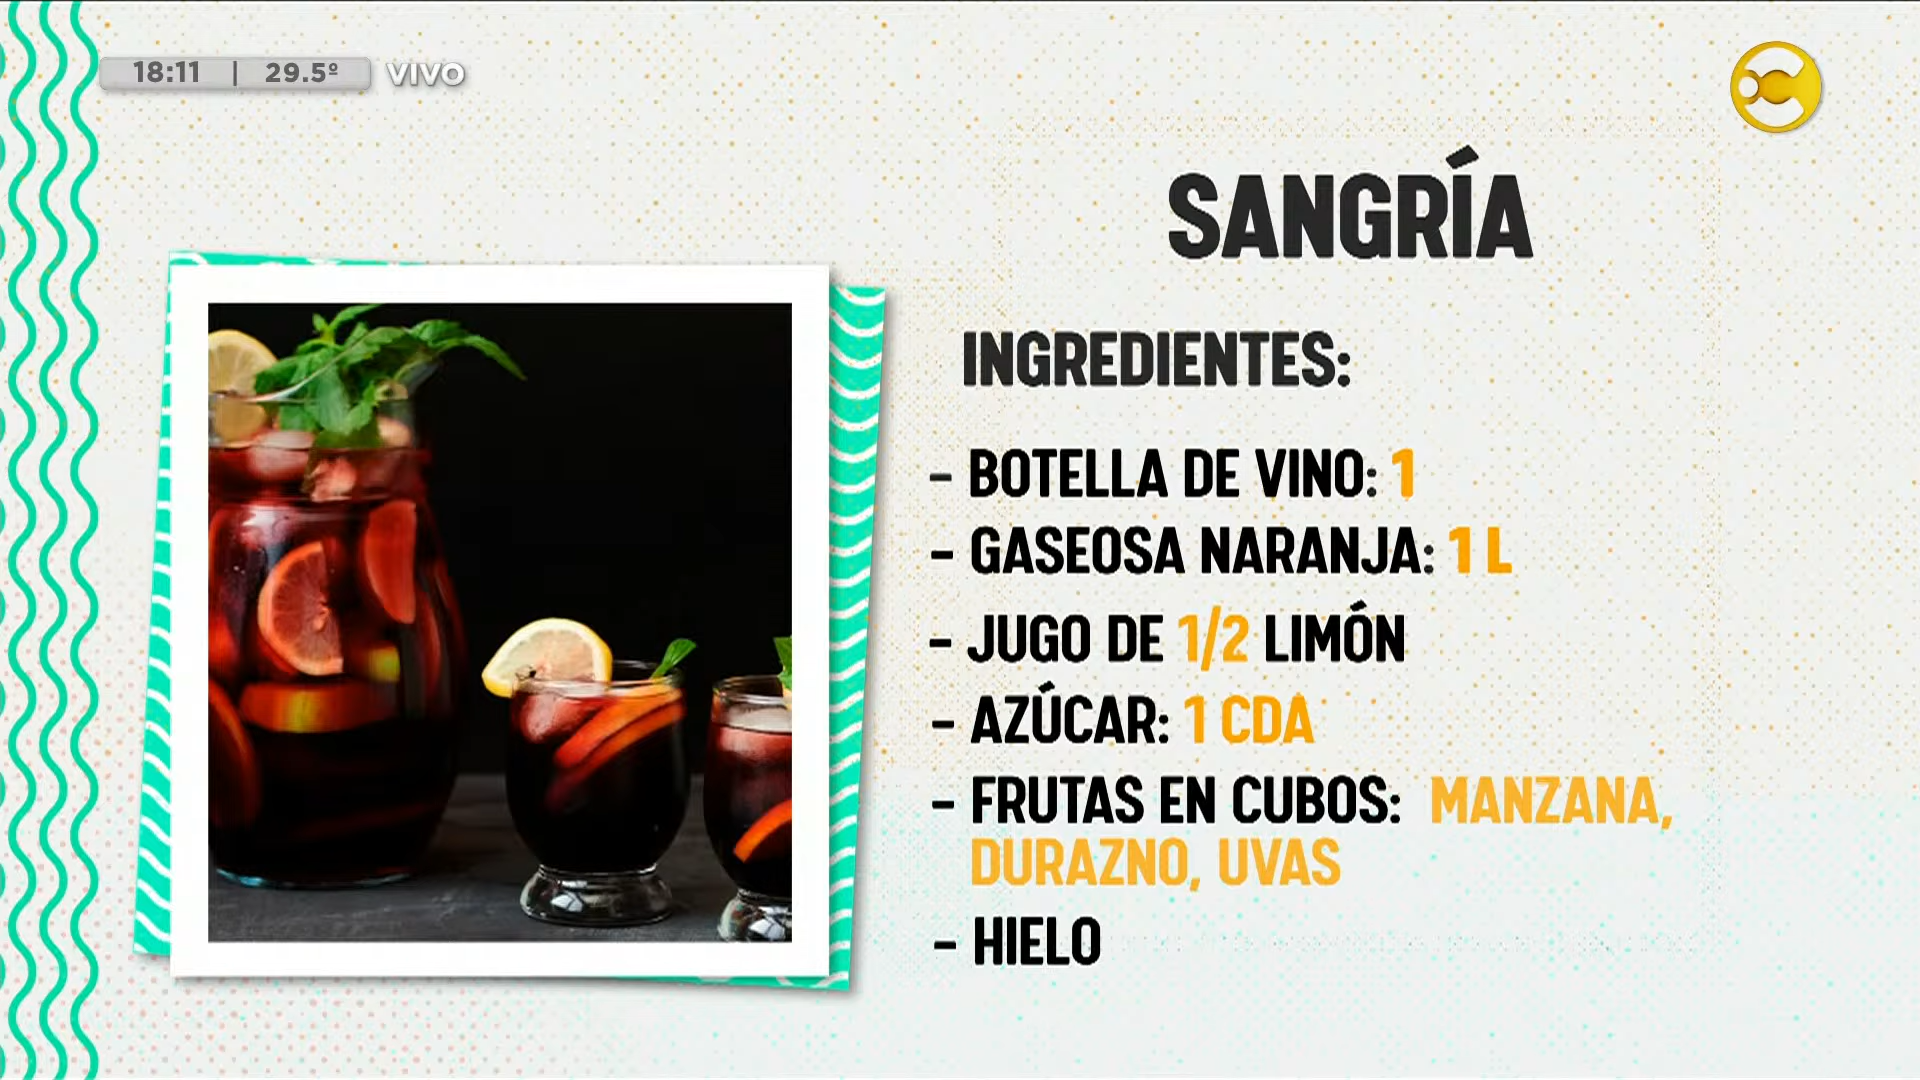 18:11 | 29.5º VIVO
SANGRÍA
INGREDIENTES:
- BOTELLA DE VINO: 1
- GASEOSA NARANJA: 1 L
- JUGO DE 1/2 LIMÓN
- AZÚCAR: 1 CDA
- FRUTAS EN CUBOS: MANZANA,
DURAZNO, UVAS
- HIELO